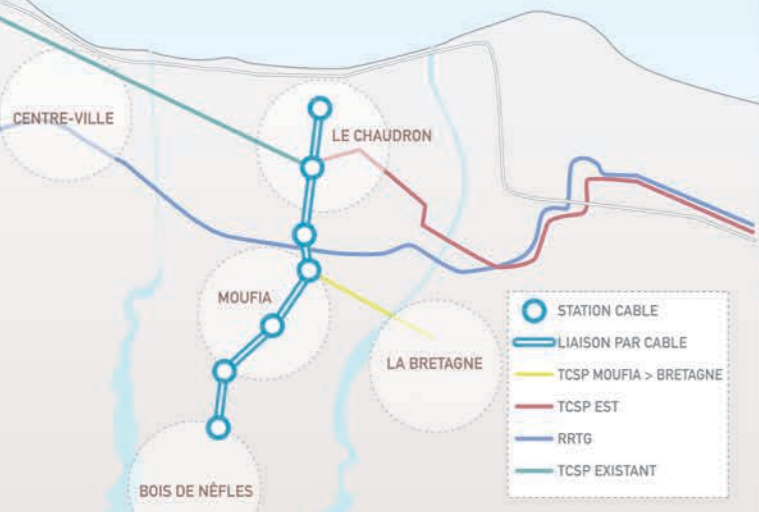 CENTRE-VILLE
LE CHAUDRON
MOUFIA
LA BRETAGNE
BOIS DE NÈFLES
STATION CABLE
LIAISON PAR CABLE
TCSP MOUFIA > BRETAGNE
TCSP EST
RRTG
TCSP EXISTANT